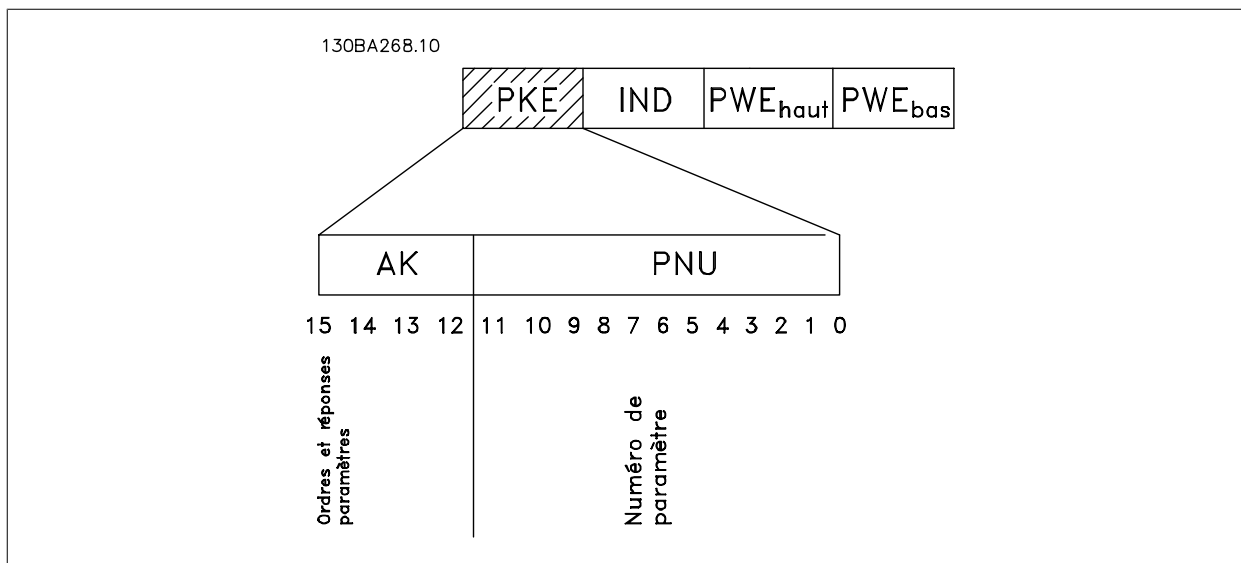 130BA268.10
PKE IND PWEhaut PWEbas
AK PNU
15 14 13 12 11 10 9 8 7 6 5 4 3 2 1 0
Ordres et réponses
paramètres
Numéro de
paramètre